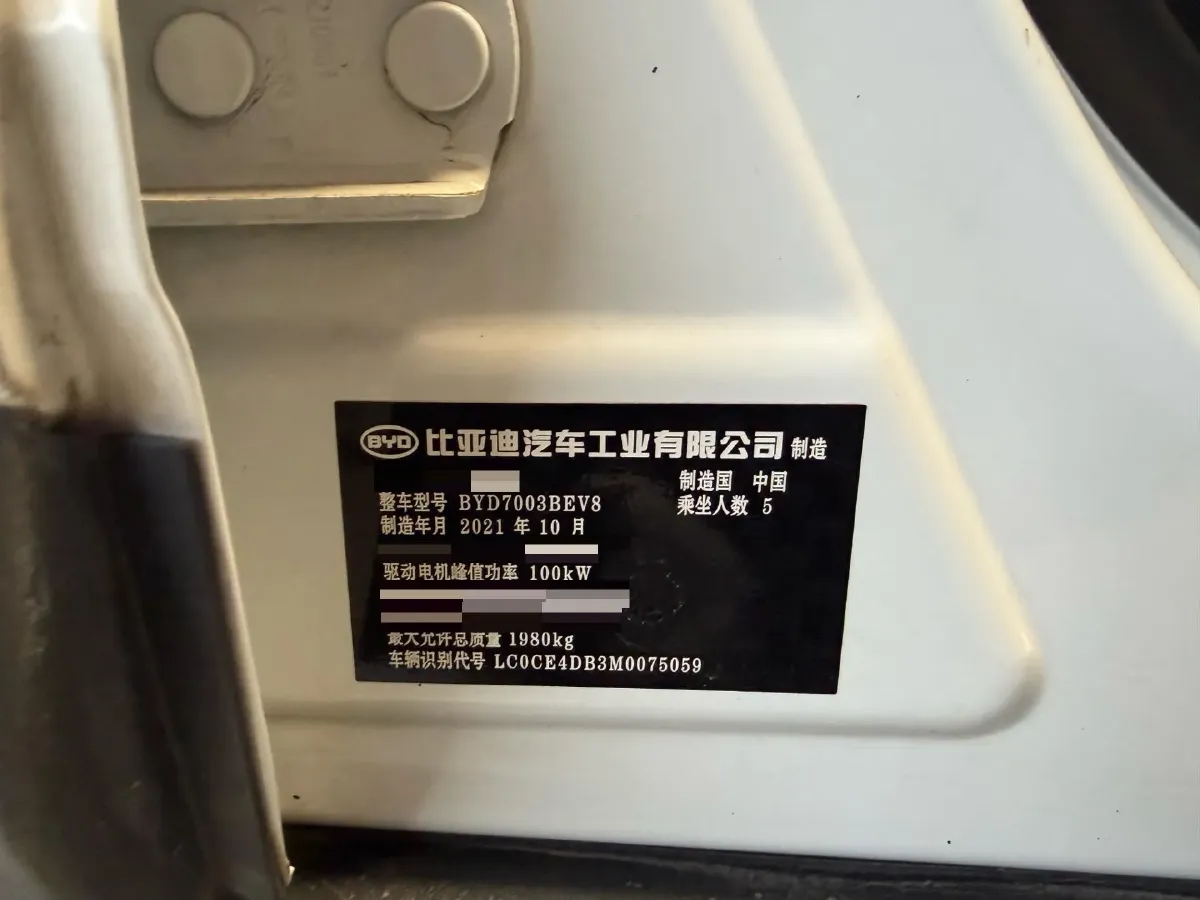 BYD 比亚迪汽车工业有限公司 制造
制造国 中国
整车型号 BYD7003BEV8
乘坐人数 5
制造年月 2021 年 10 月
驱动电机峰值功率 100kW
最大允许总质量 1980kg
车辆识别代号 LC0CE4DB3M0075059